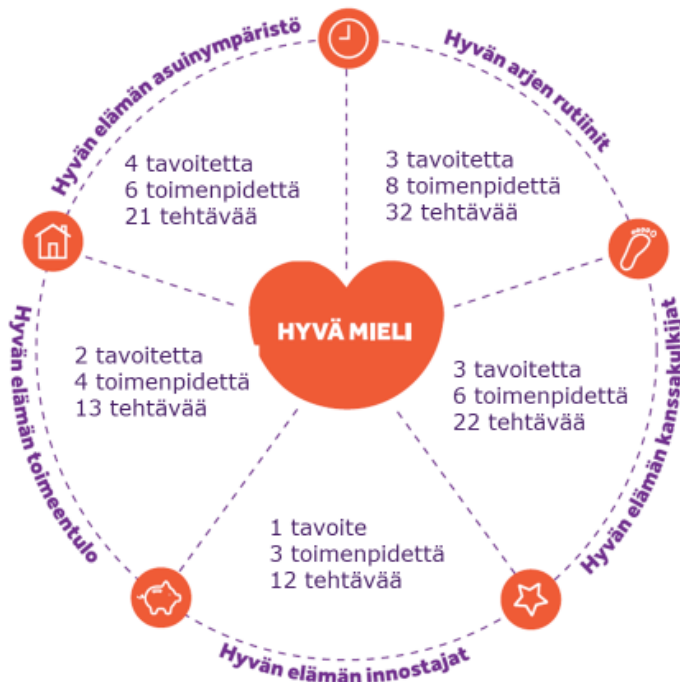 Hyvän elämän asuinympäristö
4 tavoitetta
6 toimenpidettä
21 tehtävää
Hyvän arjen rutiinit
3 tavoitetta
8 toimenpidettä
32 tehtävää
HYVÄ MIELI
Hyvän elämän toimeentulo
2 tavoitetta
4 toimenpidettä
13 tehtävää
Hyvän elämän kanssakulkijat
3 tavoitetta
6 toimenpidettä
22 tehtävää
1 tavoite
3 toimenpidettä
12 tehtävää
Hyvän elämän innostajat